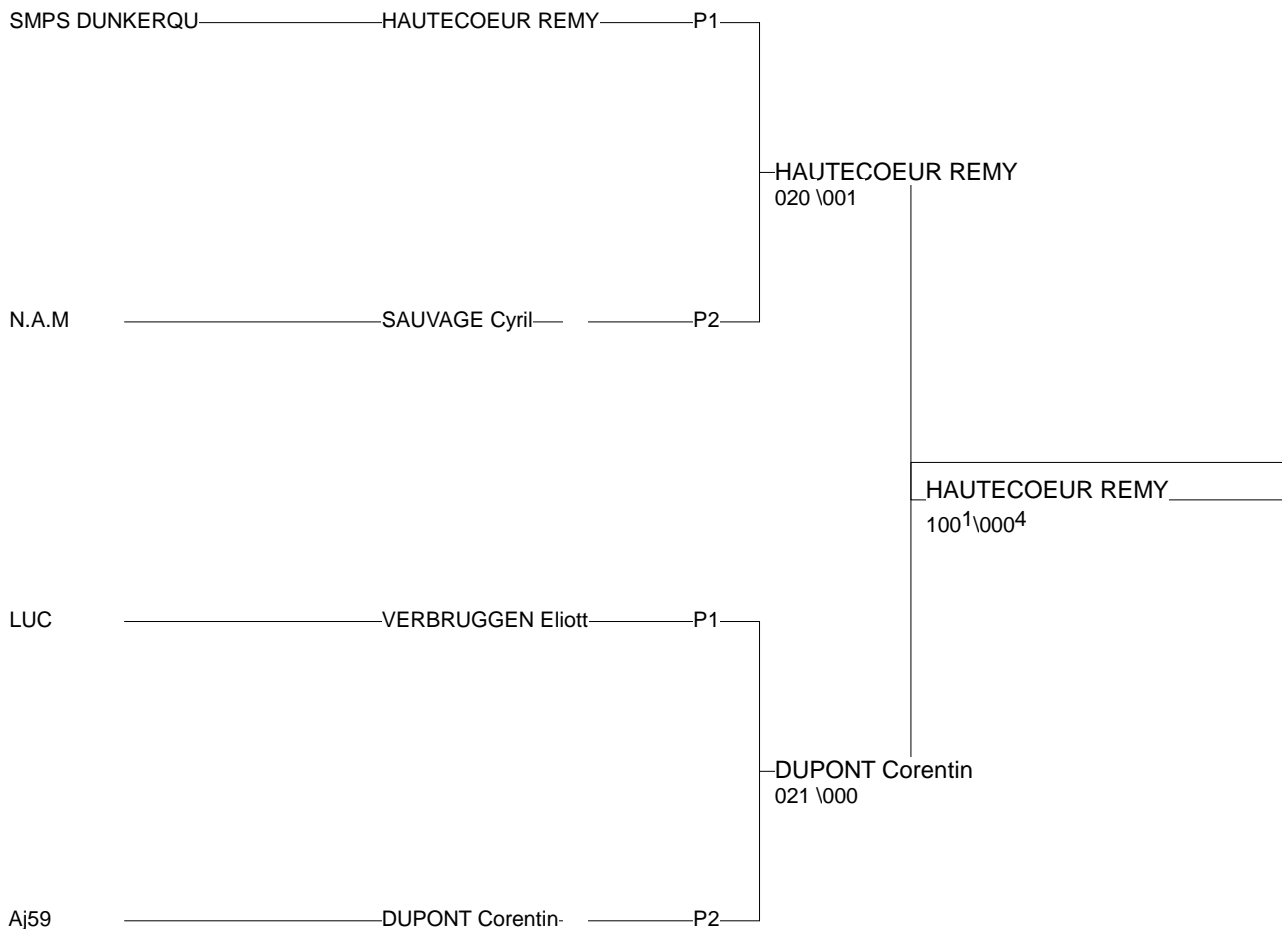 SMPS DUNKERQU HAUTECOEUR REMY P1
HAUTECOEUR REMY
020 \001
N.A.M SAUVAGE Cyril P2
HAUTECOEUR REMY
100¹\000⁴
LUC VERBRUGGEN Eliott P1
DUPONT Corentin
021 \000
Aj59 DUPONT Corentin P2